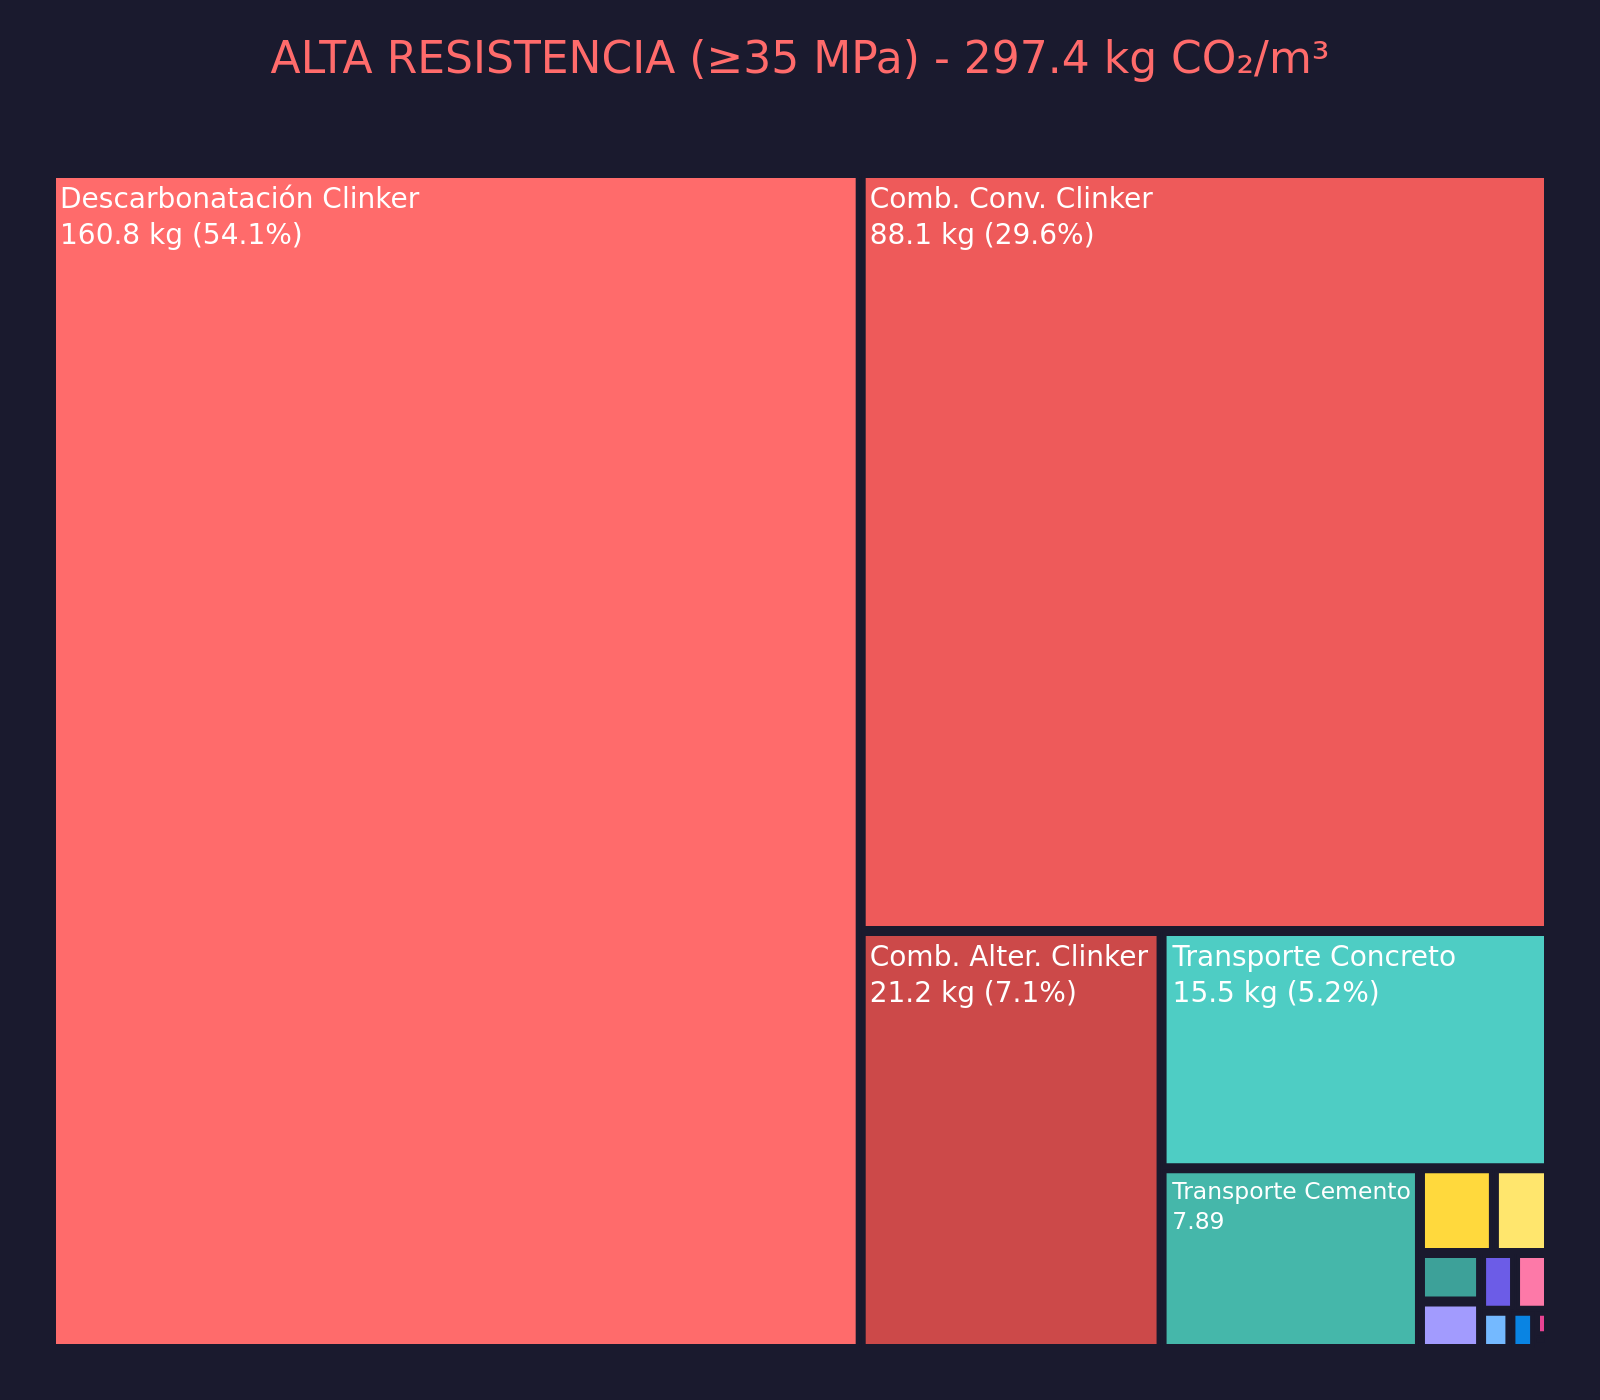 ALTA RESISTENCIA (≥35 MPa) - 297.4 kg CO₂/m³
Descarbonatación Clinker
160.8 kg (54.1%)
Comb. Conv. Clinker
88.1 kg (29.6%)
Comb. Alter. Clinker
21.2 kg (7.1%)
Transporte Concreto
15.5 kg (5.2%)
Transporte Cemento
7.89